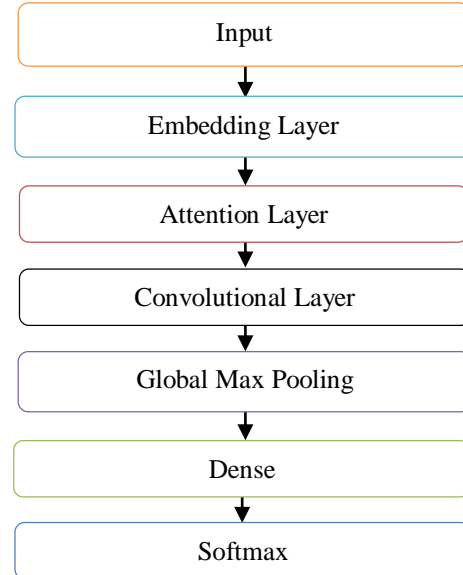 Input
Embedding Layer
Attention Layer
Convolutional Layer
Global Max Pooling
Dense
Softmax